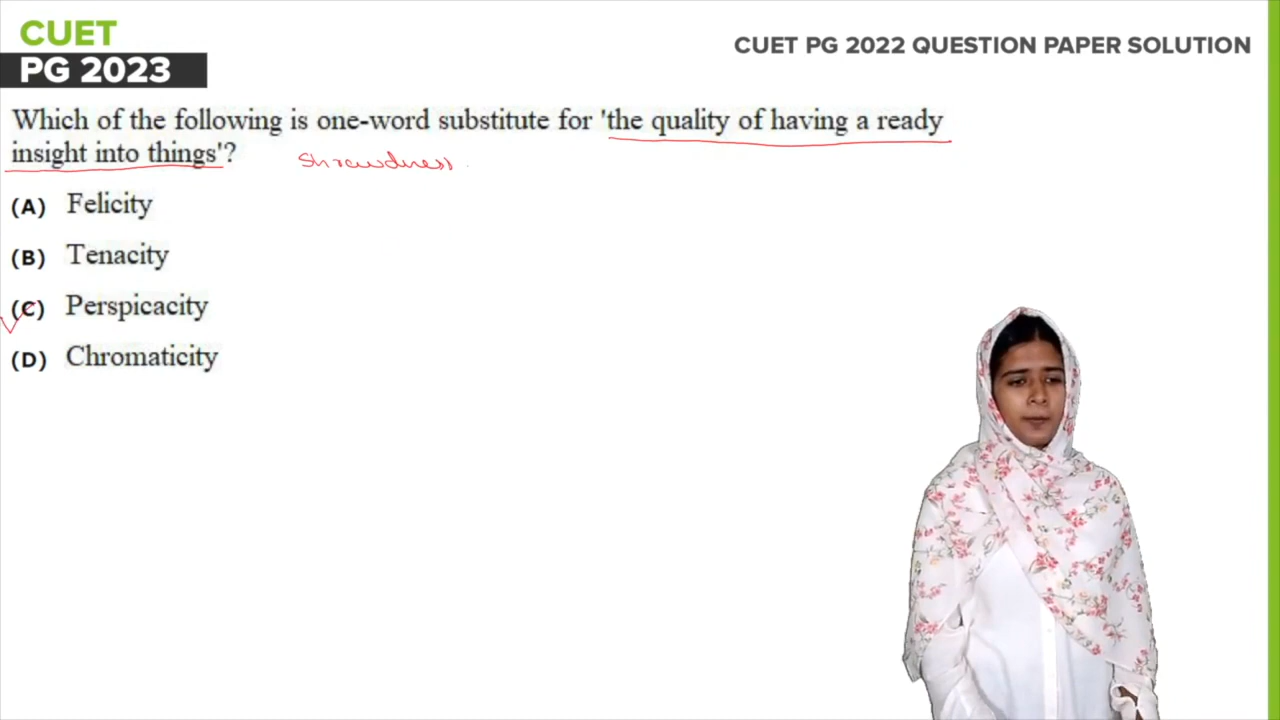 CUET
PG 2023
CUET PG 2022 QUESTION PAPER SOLUTION
Which of the following is one-word substitute for 'the quality of having a ready
insight into things'?
Shrewdness
(A) Felicity
(B) Tenacity
(C) Perspicacity
(D) Chromaticity